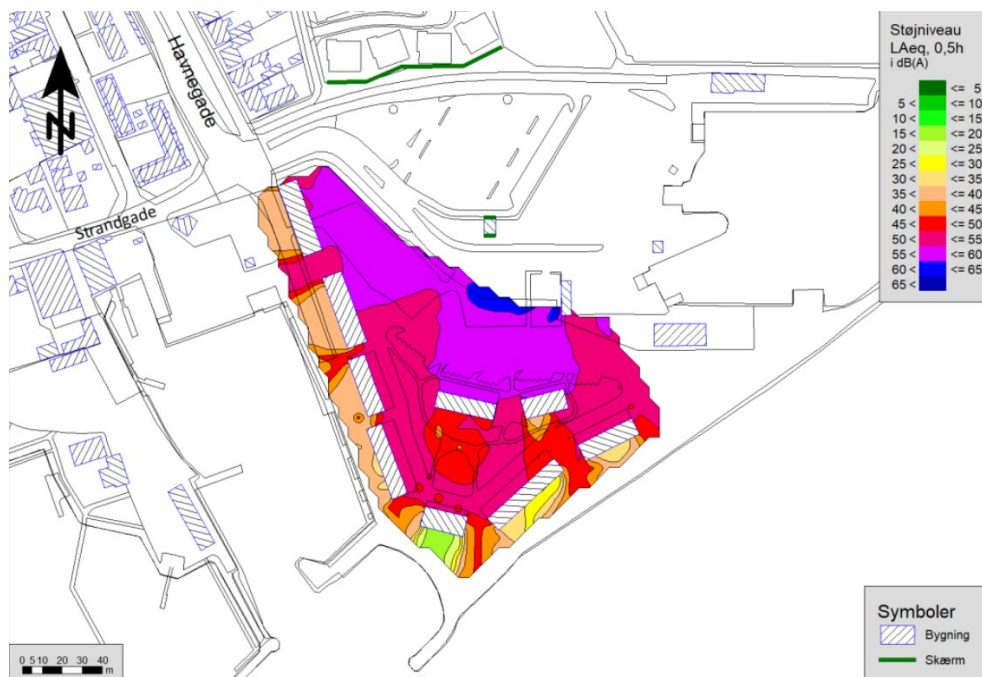 Støjniveau
LAeq, 0,5h
i dB(A)
<= 5
5 < <= 10
10 < <= 15
15 < <= 20
20 < <= 25
25 < <= 30
30 < <= 35
35 < <= 40
40 < <= 45
45 < <= 50
50 < <= 55
55 < <= 60
60 < <= 65
65 <
Havnegade
N
Strandgade
Symboler
Bygning
Skærm
0 5 10 20 30 40
m